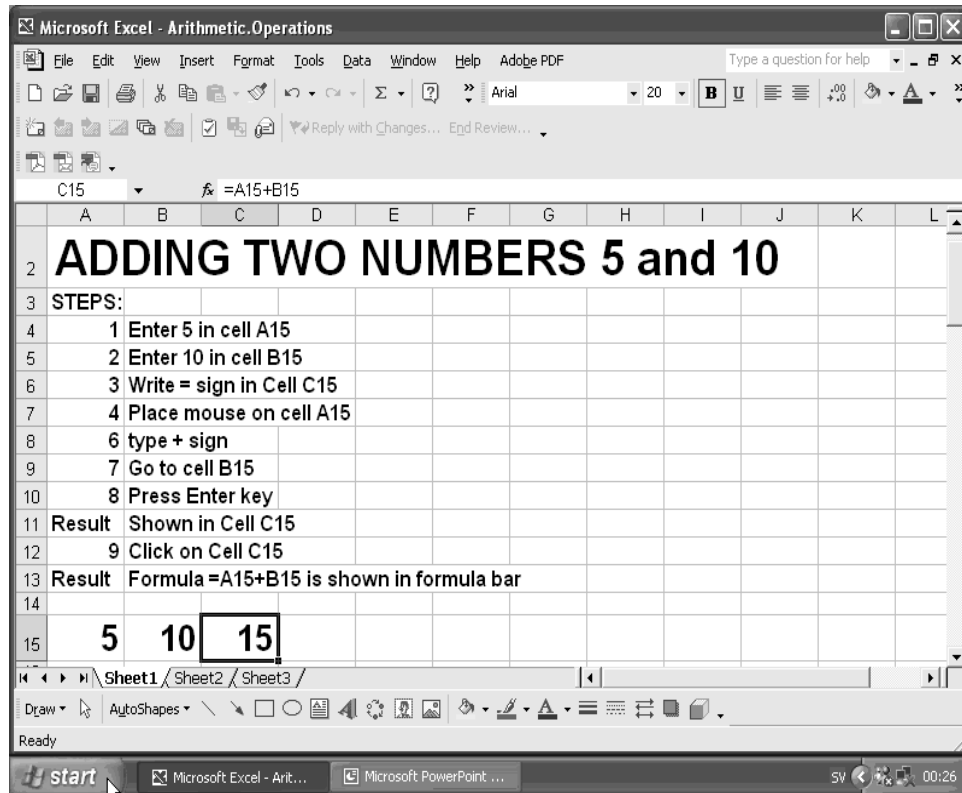 Microsoft Excel - Arithmetic.Operations
File Edit View Insert Format Tools Data Window Help Adobe PDF Type a question for help
Arial 20 B U
Reply with Changes... End Review...
C15 fx =A15+B15
A B C D E F G H I J K L
2 ADDING TWO NUMBERS 5 and 10
3 STEPS:
4 1 Enter 5 in cell A15
5 2 Enter 10 in cell B15
6 3 Write = sign in Cell C15
7 4 Place mouse on cell A15
8 6 type + sign
9 7 Go to cell B15
10 8 Press Enter key
11 Result Shown in Cell C15
12 9 Click on Cell C15
13 Result Formula =A15+B15 is shown in formula bar
14
15 5 10 15
Sheet1 Sheet2 Sheet3
Draw AutoShapes
Ready
start Microsoft Excel - Arit... Microsoft PowerPoint ... SV 00:26